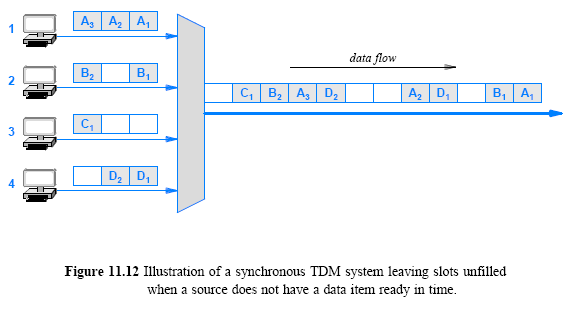 1 A₃ A₂ A₁
data flow
2 B₂ B₁
C₁ B₂ A₃ D₂ A₂ D₁ B₁ A₁
3 C₁
4 D₂ D₁
Figure 11.12 Illustration of a synchronous TDM system leaving slots unfilled
when a source does not have a data item ready in time.